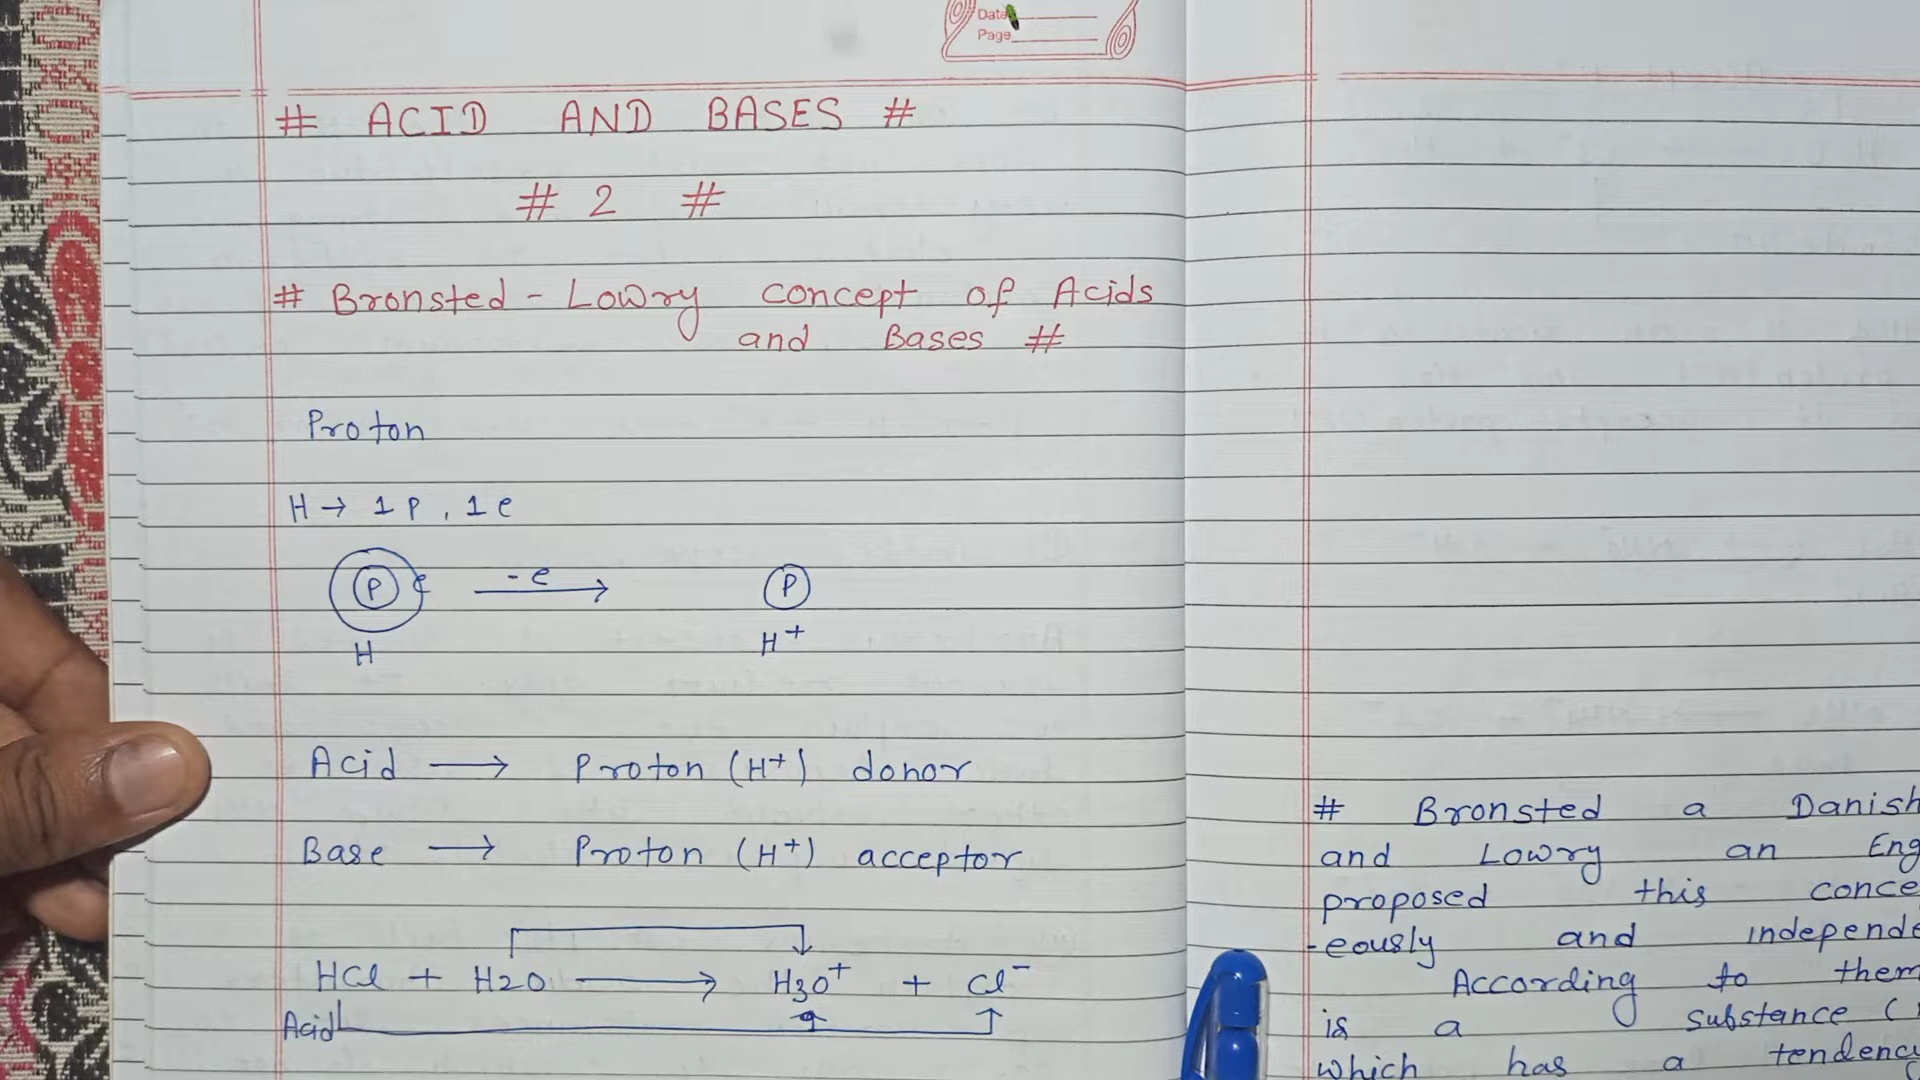 Date
Page
# ACID AND BASES #
# 2 #
# Bronsted - Lowry concept of Acids
and Bases #
Proton
H → 1 P , 1 e
P e - e → P
H H+
Acid → Proton (H+) donor
Base → Proton (H+) acceptor
HCl + H2O → H3O+ + Cl-
Acid
# Bronsted a Danish
and Lowry an Eng
proposed this conce
-eously and independe
According to them
is a substance (
which has a tendency